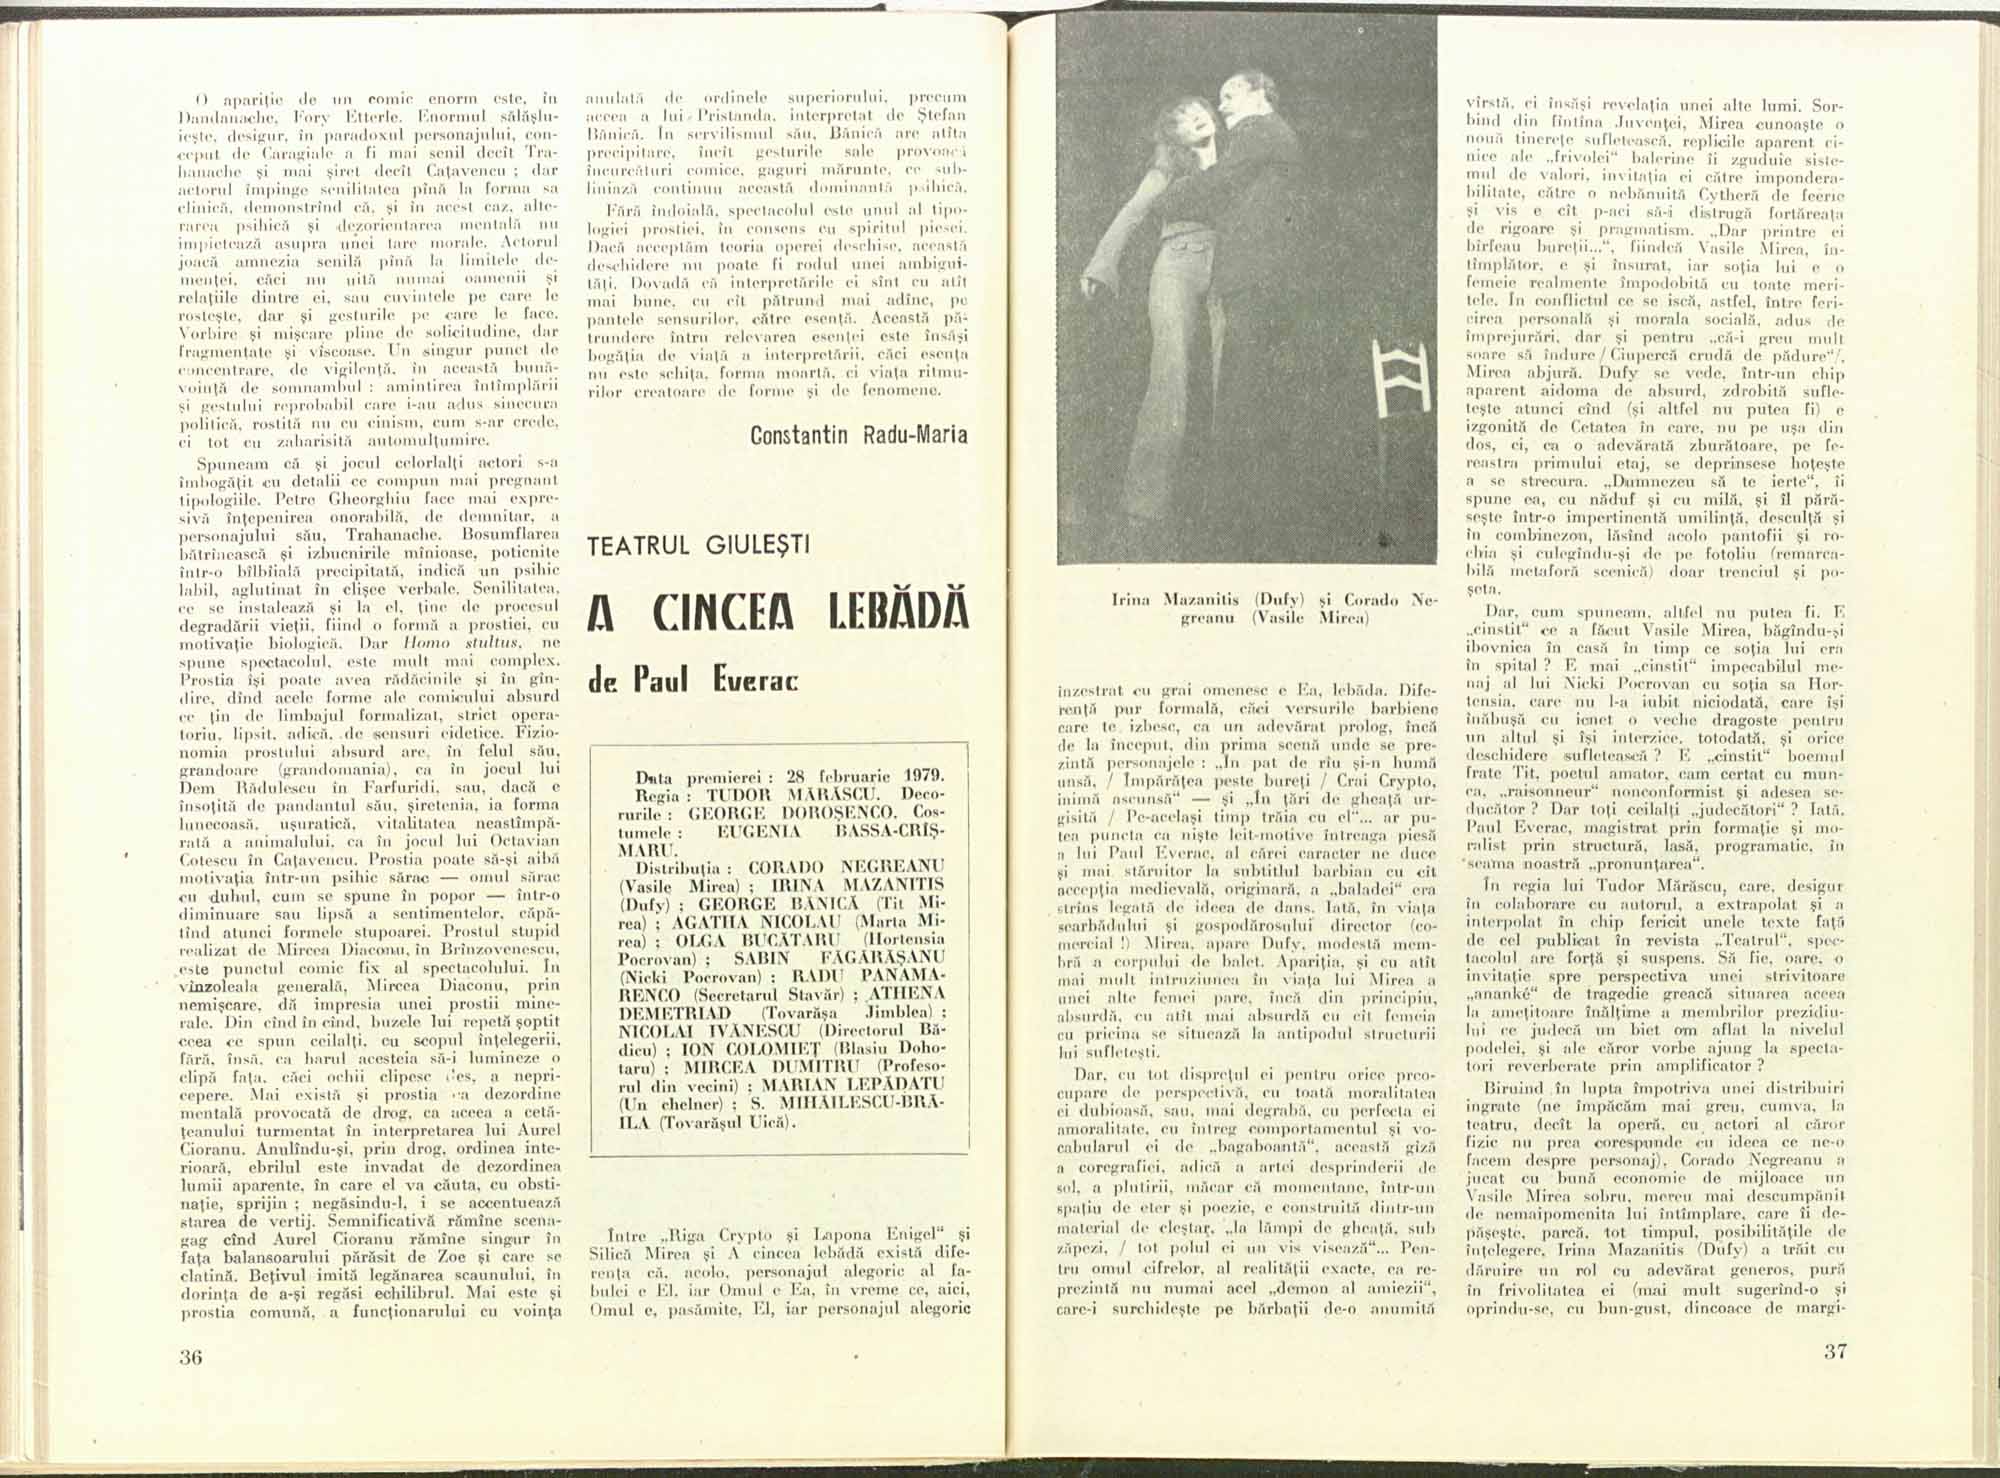 O apariție de un comic enorm este, în
Dandanache, Fory Etterle. Enormul sălășlu-
iește, desigur, în paradoxul personajului, con-
ceput de Caragiale a fi mai senil decît Tra-
hanache și mai șiret decît Cațavencu ; dar
actorul împinge senilitatea pînă la forma sa
clinică, demonstrînd că, și în acest caz, alte-
rarea psihică și dezorientarea mentală nu
impietează asupra unei tare morale. Actorul
joacă amnezia senilă pînă la limitele de-
menței, căci nu uită numai oamenii și
relațiile dintre ei, sau cuvintele pe care le
rostește, dar și gesturile pe care le face.
Vorbire și mișcare pline de solicitudine, dar
fragmentate și vîscoase. Un singur punct de
concentrare, de vigilență, în această bună-
voință de somnambul : amintirea întîmplării
și gestului reprobabil care i-au adus sinecura
politică, rostită nu cu cinism, cum s-ar crede,
ci tot cu zaharisită automulțumire.
Spuneam că și jocul celorlalți actori s-a
îmbogățit cu detalii ce compun mai pregnant
tipologiile. Petre Gheorghiu face mai expre-
sivă înțepenirea onorabilă, de demnitar, a
personajului său, Trahanache. Bosumflarea
bătrînească și izbucnirile mînioase, poticnite
într-o bîlbîială precipitată, indică un psihic
labil, aglutinat în clișee verbale. Senilitatea,
ce se instalează și la el, ține de procesul
degradării vieții, fiind o formă a prostiei, cu
motivație biologică. Dar Homo stultus, ne
spune spectacolul, este mult mai complex.
Prostia își poate avea rădăcinile și în gîn-
dire, dînd acele forme ale comicului absurd
ce țin de limbajul formalizat, strict opera-
toriu, lipsit, adică, de sensuri eidetice. Fizio-
nomia prostului absurd are, în felul său,
grandoare (grandomania), ca în jocul lui
Dem Rădulescu în Farfuridi, sau, dacă e
însoțită de pandantul său, șiretenia, ia forma
lunecoasă, ușuratică, vitalitatea neastîmpă-
rată a animalului, ca în jocul lui Octavian
Cotescu în Cațavencu. Prostia poate să-și aibă
motivația într-un psihic sărac — omul sărac
cu duhul, cum se spune în popor — într-o
diminuare sau lipsă a sentimentelor, căpă-
tînd atunci formele stupoarei. Prostul stupid
realizat de Mircea Diaconu, în Brînzovenescu,
este punctul comic fix al spectacolului. În
vînzoleala generală, Mircea Diaconu, prin
nemișcare, dă impresia unei prostii mine-
rale. Din cînd în cînd, buzele lui repetă șoptit
ceea ce spun ceilalți, cu scopul înțelegerii,
fără, însă, ca harul acesteia să-i lumineze o
clipă fața, căci ochii clipesc des, a nepri-
cepere. Mai există și prostia ca dezordine
mentală provocată de drog, ca aceea a cetă-
țeanului turmentat în interpretarea lui Aurel
Cioranu. Anulîndu-și, prin drog, ordinea inte-
rioară, ebrilul este invadat de dezordinea
lumii aparente, în care el va căuta, cu obsti-
nație, sprijin ; negăsindu-l, i se accentuează
starea de vertij. Semnificativă rămîne scena-
gag cînd Aurel Cioranu rămîne singur în
fața balansoarului părăsit de Zoe și care se
clatină. Bețivul imită legănarea scaunului, în
dorința de a-și regăsi echilibrul. Mai este și
prostia comună, a funcționarului cu voința
36
anulată de ordinele superiorului, precum
aceea a lui Pristanda, interpretat de Ștefan
Bănică. În servilismul său, Bănică are atîta
precipitare, încît gesturile sale provoacă
încurcături comice, gaguri mărunte, ce sub-
liniază continuu această dominantă psihică.
Fără îndoială, spectacolul este unul al tipo-
logiei prostiei, în consens cu spiritul piesei.
Dacă acceptăm teoria operei deschise, această
deschidere nu poate fi rodul unei ambigui-
tăți. Dovadă că interpretările ei sînt cu atît
mai bune, cu cît pătrund mai adînc, pe
pantele sensurilor, către esență. Această pă-
trundere întru relevarea esenței este însăși
bogăția de viață a interpretării, căci esența
nu este schița, forma moartă, ci viața ritmu-
rilor creatoare de forme și de fenomene.
Constantin Radu-Maria
TEATRUL GIULEȘTI
A CINCEA LEBĂDĂ
de Paul Everac
Data premierei : 28 februarie 1979.
Regia : TUDOR MĂRĂSCU. Deco-
rurile : GEORGE DOROȘENCO. Cos-
tumele : EUGENIA BASSA-CRÎȘ-
MARU.
Distribuția : CORADO NEGREANU
(Vasile Mirea) ; IRINA MAZANITIS
(Dufy) ; GEORGE BĂNICĂ (Tit Mi-
rea) ; AGATHA NICOLAU (Marta Mi-
rea) ; OLGA BUCĂTARU (Hortensia
Pocrovan) ; SABIN FĂGĂRĂȘANU
(Nicki Pocrovan) ; RADU PANAMA-
RENCO (Secretarul Stavăr) ; ATHENA
DEMETRIAD (Tovarășa Jimblea) ;
NICOLAI IVĂNESCU (Directorul Bă-
dicu) ; ION COLOMIEȚ (Blasiu Doho-
taru) ; MIRCEA DUMITRU (Profeso-
rul din vecini) ; MARIAN LEPĂDATU
(Un chelner) ; S. MIHĂILESCU-BRĂ-
ILA (Tovarășul Uică).
Între „Riga Crypto și Lapona Enigel“ și
Silică Mirea și A cincea lebădă există dife-
rența că, acolo, personajul alegoric al fa-
bulei e El, iar Omul e Ea, în vreme ce, aici,
Omul e, pasămite, El, iar personajul alegoric
Irina Mazanitis (Dufy) și Corado Ne-
greanu (Vasile Mirea)
înzestrat cu grai omenesc e Ea, lebăda. Dife-
rență pur formală, căci versurile barbiene
care te izbesc, ca un adevărat prolog, încă
de la început, din prima scenă unde se pre-
zintă personajele : „În pat de rîu și-n humă
unsă, / Împărățea peste bureți / Crai Crypto,
inimă ascunsă“ — și „În țări de gheață ur-
gisită / Pe-același timp trăia cu el“... ar pu-
tea puncta ca niște leit-motive întreaga piesă
a lui Paul Everac, al cărei caracter ne duce
și mai stăruitor la subtitlul barbian cu cît
accepția medievală, originară, a „baladei“ era
strîns legată de ideea de dans. Iată, în viața
scarbădului și gospodărosului director (co-
mercial !) Mirea, apare Dufy, modestă mem-
bră a corpului de balet. Apariția, și cu atît
mai mult intruziunea în viața lui Mirea a
unei alte femei pare, încă din principiu,
absurdă, cu atît mai absurdă cu cît femeia
cu pricina se situează la antipodul structurii
lui sufletești.
Dar, cu tot disprețul ei pentru orice preo-
cupare de perspectivă, cu toată moralitatea
ei dubioasă, sau, mai degrabă, cu perfecta ei
amoralitate, cu întreg comportamentul și vo-
cabularul ei de „bagaboantă“, această giză
a coregrafiei, adică a artei desprinderii de
sol, a plutirii, măcar că momentane, într-un
spațiu de eter și poezie, e construită dintr-un
material de cleștar, „la lămpi de gheață, sub
zăpezi, / tot polul ei un vis visează“... Pen-
tru omul cifrelor, al realității exacte, ea re-
prezintă nu numai acel „demon al amiezii“,
care-i surchidește pe bărbații de-o anumită
vîrstă, ci însăși revelația unei alte lumi. Sor-
bind din fîntîna Juvenței, Mirea cunoaște o
nouă tinerețe sufletească, replicile aparent ci-
nice ale „frivolei“ balerine îi zguduie siste-
mul de valori, invitația ei către impondera-
bilitate, către o nebănuită Cytheră de feerie
și vis e cît p-aci să-i distrugă fortăreața
de rigoare și pragmatism. „Dar printre ei
bîrfeau bureții...“, fiindcă Vasile Mirea, în-
tîmplător, e și însurat, iar soția lui e o
femeie realmente împodobită cu toate meri-
tele. În conflictul ce se iscă, astfel, între feri-
cirea personală și morala socială, adus de
împrejurări, dar și pentru „că-i greu mult
soare să îndure / Ciupercă crudă de pădure“/,
Mirea abjură. Dufy se vede, într-un chip
aparent aidoma de absurd, zdrobită sufle-
tește atunci cînd (și altfel nu putea fi) e
izgonită de Cetatea în care, nu pe ușa din
dos, ci, ca o adevărată zburătoare, pe fe-
reastra primului etaj, se deprinsese hoțește
a se strecura. „Dumnezeu să te ierte“, îi
spune ea, cu năduf și cu milă, și îl pără-
sește într-o impertinentă umilință, desculță și
în combinezon, lăsînd acolo pantofii și ro-
chia și culegîndu-și de pe fotoliu (remarca-
bilă metaforă scenică) doar trenciul și po-
șeta.
Dar, cum spuneam, altfel nu putea fi. E
„cinstit“ ce a făcut Vasile Mirea, băgîndu-și
ibovnica în casă în timp ce soția lui era
în spital ? E mai „cinstit“ impecabilul me-
naj al lui Nicki Pocrovan cu soția sa Hor-
tensia, care nu l-a iubit niciodată, care își
înăbușă cu icnet o veche dragoste pentru
un altul și își interzice, totodată, și orice
deschidere sufletească ? E „cinstit“ boemul
frate Tit, poetul amator, cam certat cu mun-
ca, „raisonneur“ nonconformist și adesea se-
ducător ? Dar toți ceilalți „judecători“ ? Iată,
Paul Everac, magistrat prin formație și mo-
ralist prin structură, lasă, programatic, în
seama noastră „pronunțarea“.
În regia lui Tudor Mărăscu, care, desigur
în colaborare cu autorul, a extrapolat și a
interpolat în chip fericit unele texte față
de cel publicat în revista „Teatrul“, spec-
tacolul are forță și suspens. Să fie, oare, o
invitație spre perspectiva unei strivitoare
„ananké“ de tragedie greacă situarea aceea
la amețitoare înălțime a membrilor prezidiu-
lui ce judecă un biet om aflat la nivelul
podelei, și ale căror vorbe ajung la specta-
tori reverberate prin amplificator ?
Biruind în lupta împotriva unei distribuiri
ingrate (ne împăcăm mai greu, cumva, la
teatru, decît la operă, cu actori al căror
fizic nu prea corespunde cu ideea ce ne-o
facem despre personaj), Corado Negreanu a
jucat cu bună economie de mijloace un
Vasile Mirea sobru, mereu mai descumpănit
de nemaipomenita lui întîmplare, care îi de-
pășește, parcă, tot timpul, posibilitățile de
înțelegere, Irina Mazanitis (Dufy) a trăit cu
dăruire un rol cu adevărat generos, pură
în frivolitatea ei (mai mult sugerînd-o și
oprindu-se, cu bun-gust, dincoace de margi-
37